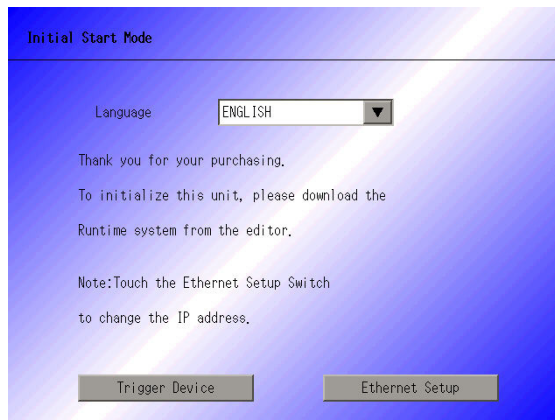 Initial Start Mode
Language
ENGLISH
Thank you for your purchasing.
To initialize this unit, please download the
Runtime system from the editor.
Note:Touch the Ethernet Setup Switch
to change the IP address.
Trigger Device
Ethernet Setup